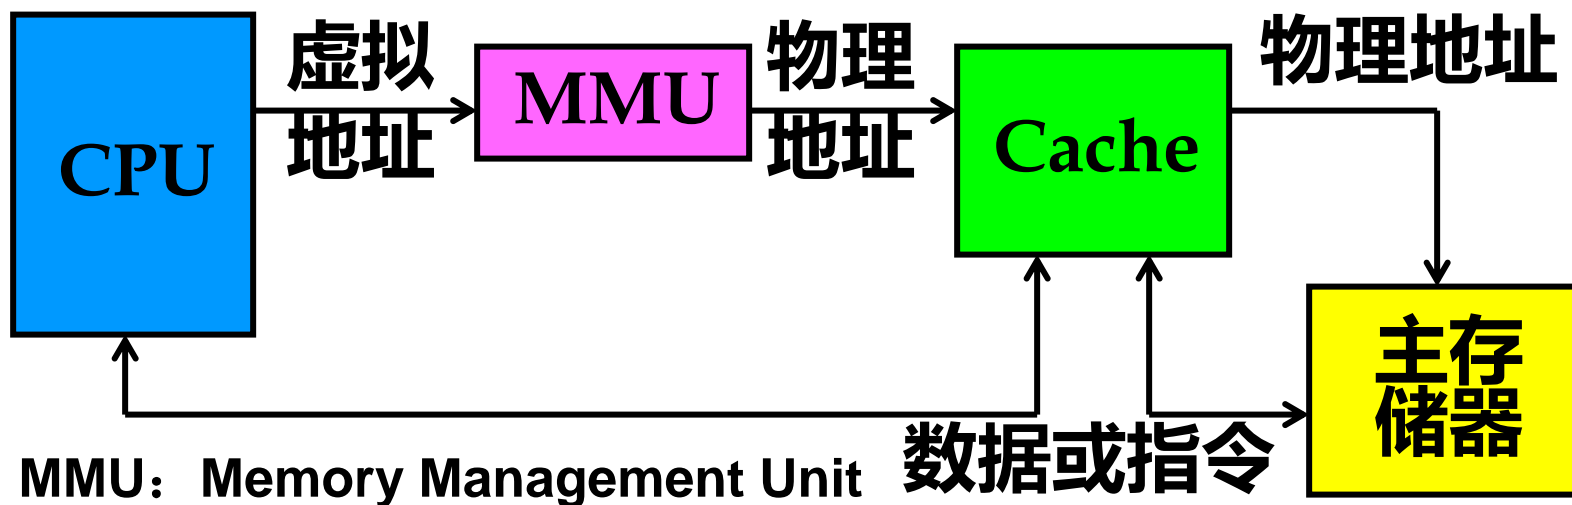 CPU
虚拟
地址
MMU
物理
地址
Cache
物理地址
主存
储器
数据或指令
MMU：Memory Management Unit